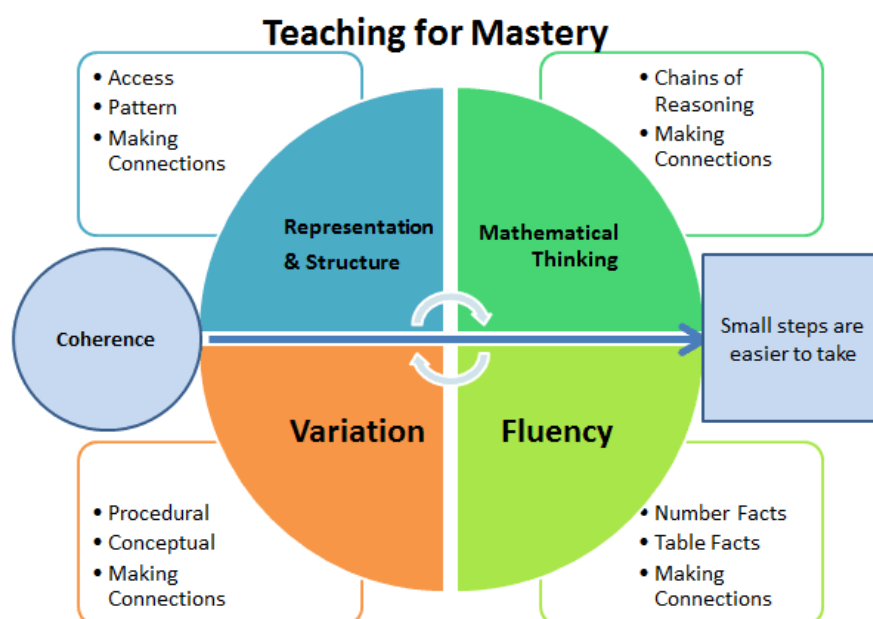 Teaching for Mastery
• Access
• Pattern
• Making
Connections
• Chains of
Reasoning
• Making
Connections
Representation
& Structure
Mathematical
Thinking
Coherence
Small steps are
easier to take
Variation
Fluency
• Procedural
• Conceptual
• Making
Connections
• Number Facts
• Table Facts
• Making
Connections